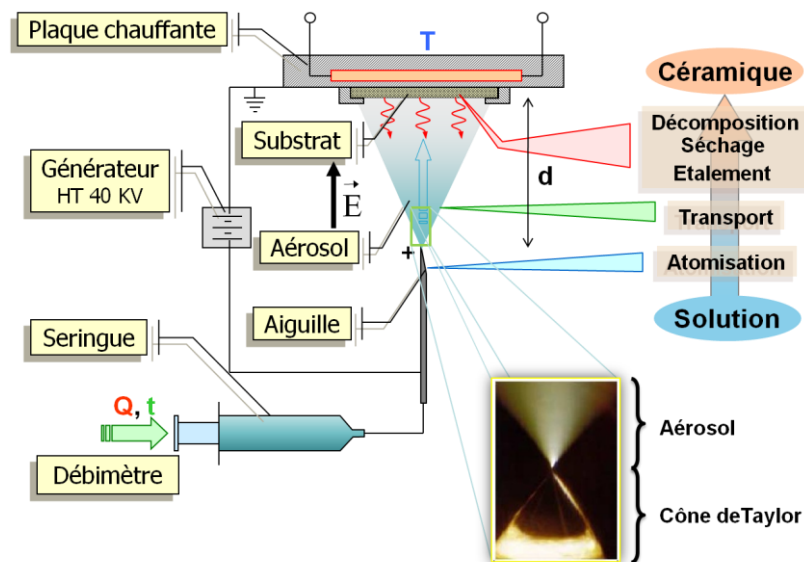 Plaque chauffante
T
Céramique
Substrat
Décomposition
Séchage
Etalement
Générateur
HT 40 KV
E
d
Transport
Aérosol
+
Atomisation
Aiguille
Solution
Seringue
Q, t
Débimètre
Aérosol
Cône deTaylor